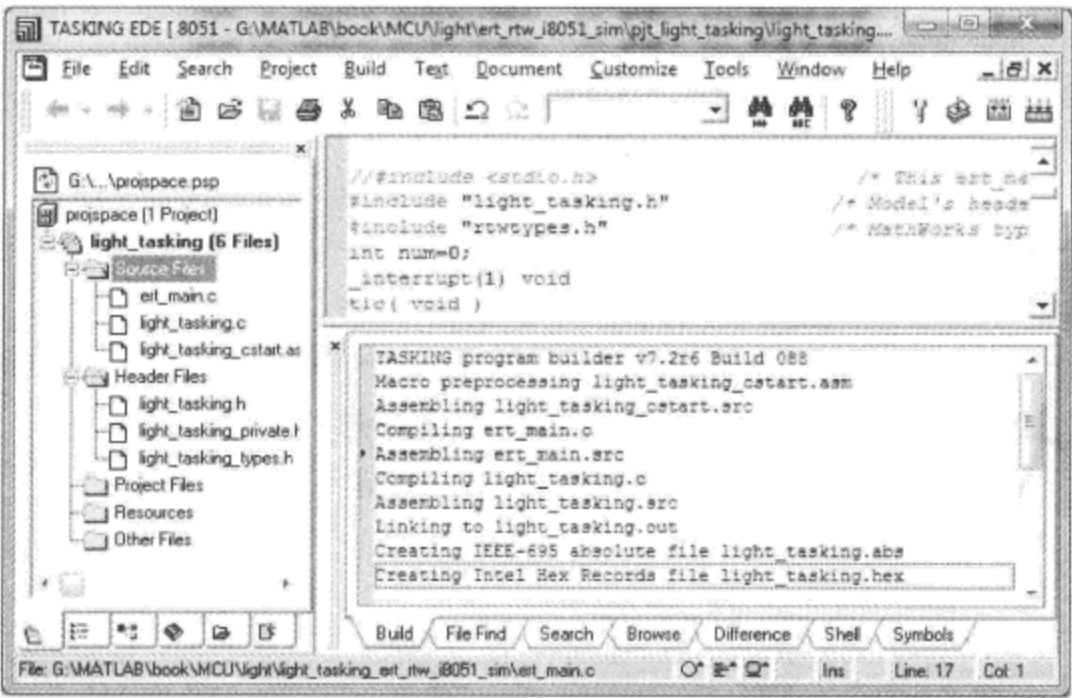 TASKING EDE [ 8051 - G:\MATLAB\book\MCU\light\ert_rtw_i8051_sim\pjt_light_tasking\light_tasking....
File Edit Search Project Build Text Document Customize Tools Window Help
G:\...\projspace.psp
projspace (1 Project)
light_tasking (6 Files)
Source Files
ert_main.c
light_tasking.c
light_tasking_cstart.as
Header Files
light_tasking.h
light_tasking_private.h
light_tasking_types.h
Project Files
Resources
Other Files
//#include <stdio.h> /* This ert_ma
#include "light_tasking.h" /* Model's heade
#include "rtwtypes.h" /* MathWorks typ
int num=0;
_interrupt(1) void
tic( void )
TASKING program builder v7.2r6 Build 088
Macro preprocessing light_tasking_cstart.asm
Assembling light_tasking_cstart.src
Compiling ert_main.c
Assembling ert_main.src
Compiling light_tasking.c
Assembling light_tasking.src
Linking to light_tasking.out
Creating IEEE-695 absolute file light_tasking.abs
Creating Intel Hex Records file light_tasking.hex
Build File Find Search Browse Difference Shell Symbols
File: G:\MATLAB\book\MCU\light\light_tasking_ert_rtw_i8051_sim\ert_main.c Ins Line: 17 Col: 1